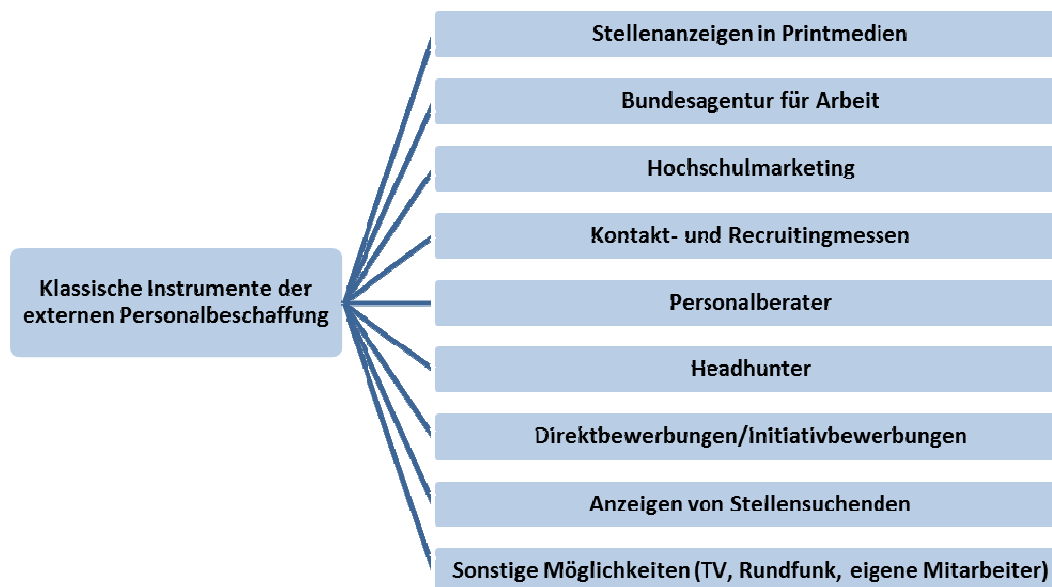 Klassische Instrumente der
externen Personalbeschaffung
Stellenanzeigen in Printmedien
Bundesagentur für Arbeit
Hochschulmarketing
Kontakt- und Recruitingmessen
Personalberater
Headhunter
Direktbewerbungen/Initiativbewerbungen
Anzeigen von Stellensuchenden
Sonstige Möglichkeiten (TV, Rundfunk, eigene Mitarbeiter)